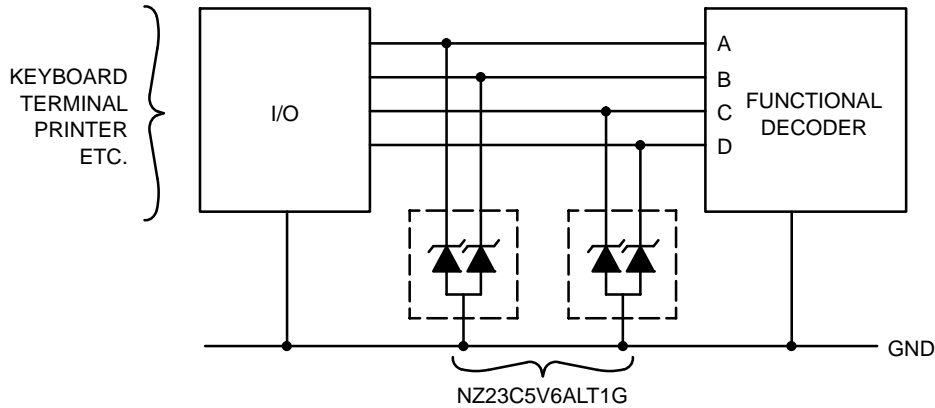 KEYBOARD
TERMINAL
PRINTER
ETC.
I/O
A
B
C
D
FUNCTIONAL
DECODER
GND
NZ23C5V6ALT1G